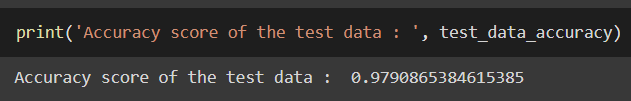 print('Accuracy score of the test data : ', test_data_accuracy)
Accuracy score of the test data :  0.9790865384615385